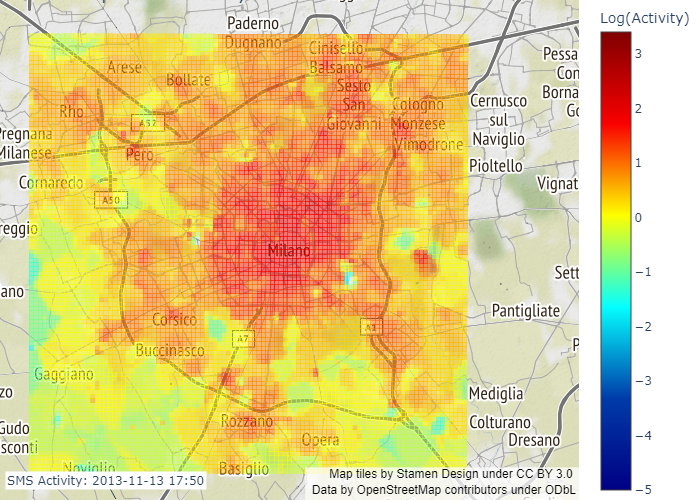 Paderno
Dugnano
Cinisello
Balsamo
Arese
Bollate
Sesto
San
Giovanni
Cologno
Monzese
Rho
A52
Pero
Vimodrone
Cernusco
sul
Naviglio
Pioltello
Pessa
Con
Borna
Go
Pregnana
Milanese
Cornaredo
A50
Vignat
reggio
Milano
Sett
ano
Pantigliate
Corsico
A7
Buccinasco
Gaggiano
Mediglia
Colturano
Dresano
zo
Gudo
sconti
Rozzano
Opera
Noviglio
Basiglio
SMS Activity: 2013-11-13 17:50
Map tiles by Stamen Design under CC BY 3.0
Data by OpenStreetMap contributors under ODbL
Log(Activity)
3
2
1
0
−1
−2
−3
−4
−5